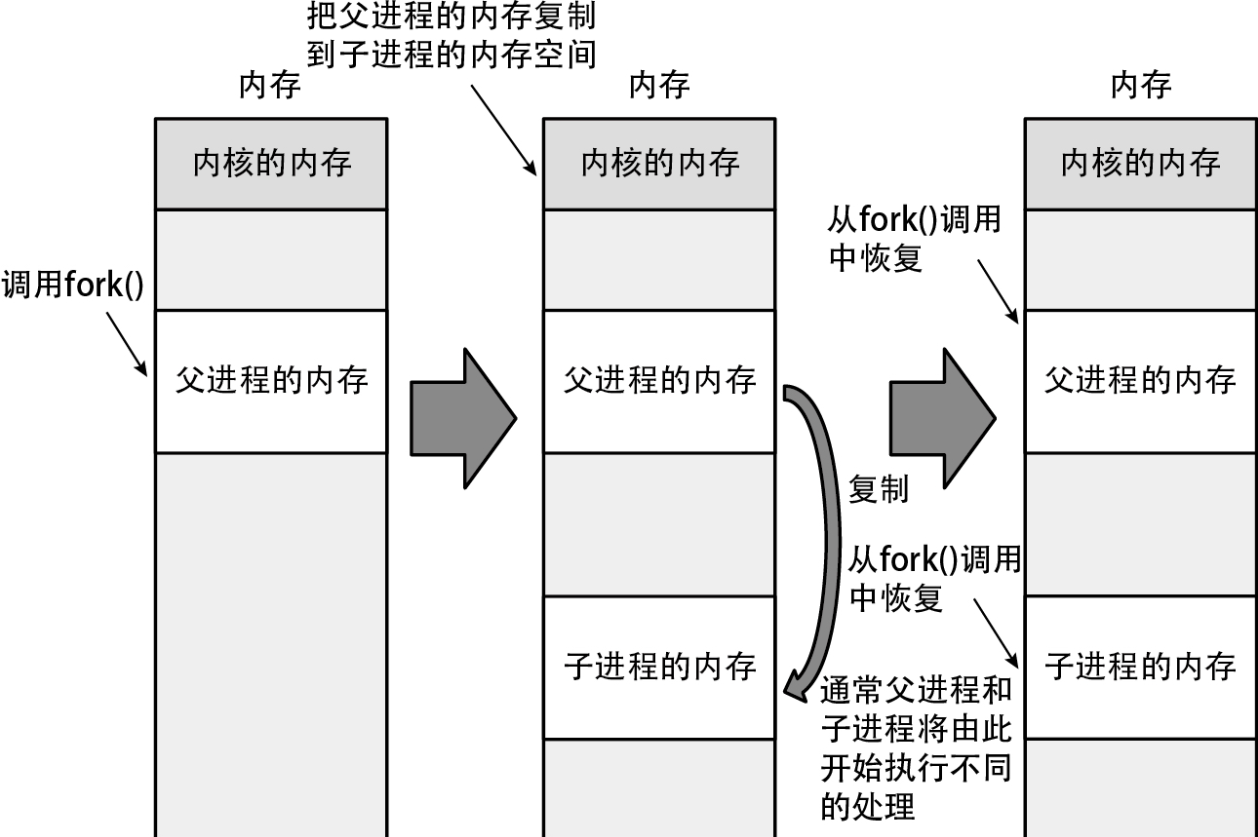 把父进程的内存复制
到子进程的内存空间
内存
内存
内存
内核的内存
内核的内存
内核的内存
调用fork()
从fork()调用
中恢复
父进程的内存
父进程的内存
父进程的内存
复制
从fork()调用
中恢复
子进程的内存
子进程的内存
通常父进程和
子进程将由此
开始执行不同
的处理